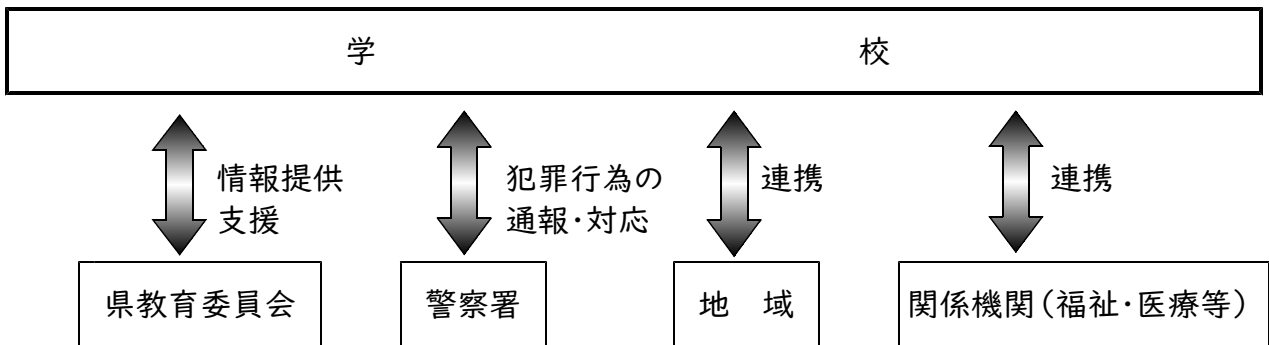 学　校
情報提供
支援
犯罪行為の
通報・対応
連携
連携
県教育委員会
警察署
地　域
関係機関（福祉・医療等）